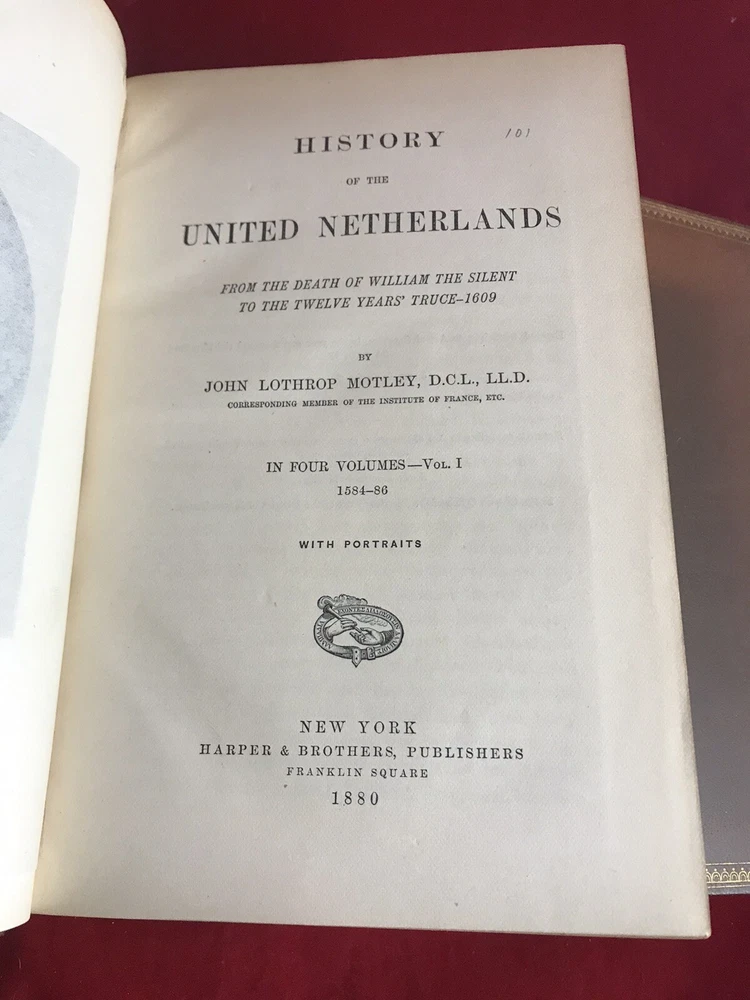 HISTORY
101
OF THE
UNITED NETHERLANDS
FROM THE DEATH OF WILLIAM THE SILENT
TO THE TWELVE YEARS' TRUCE–1609
BY
JOHN LOTHROP MOTLEY, D.C.L., LL.D.
CORRESPONDING MEMBER OF THE INSTITUTE OF FRANCE, ETC.
IN FOUR VOLUMES—VOL. I
1584–86
WITH PORTRAITS
NEW YORK
HARPER & BROTHERS, PUBLISHERS
FRANKLIN SQUARE
1880